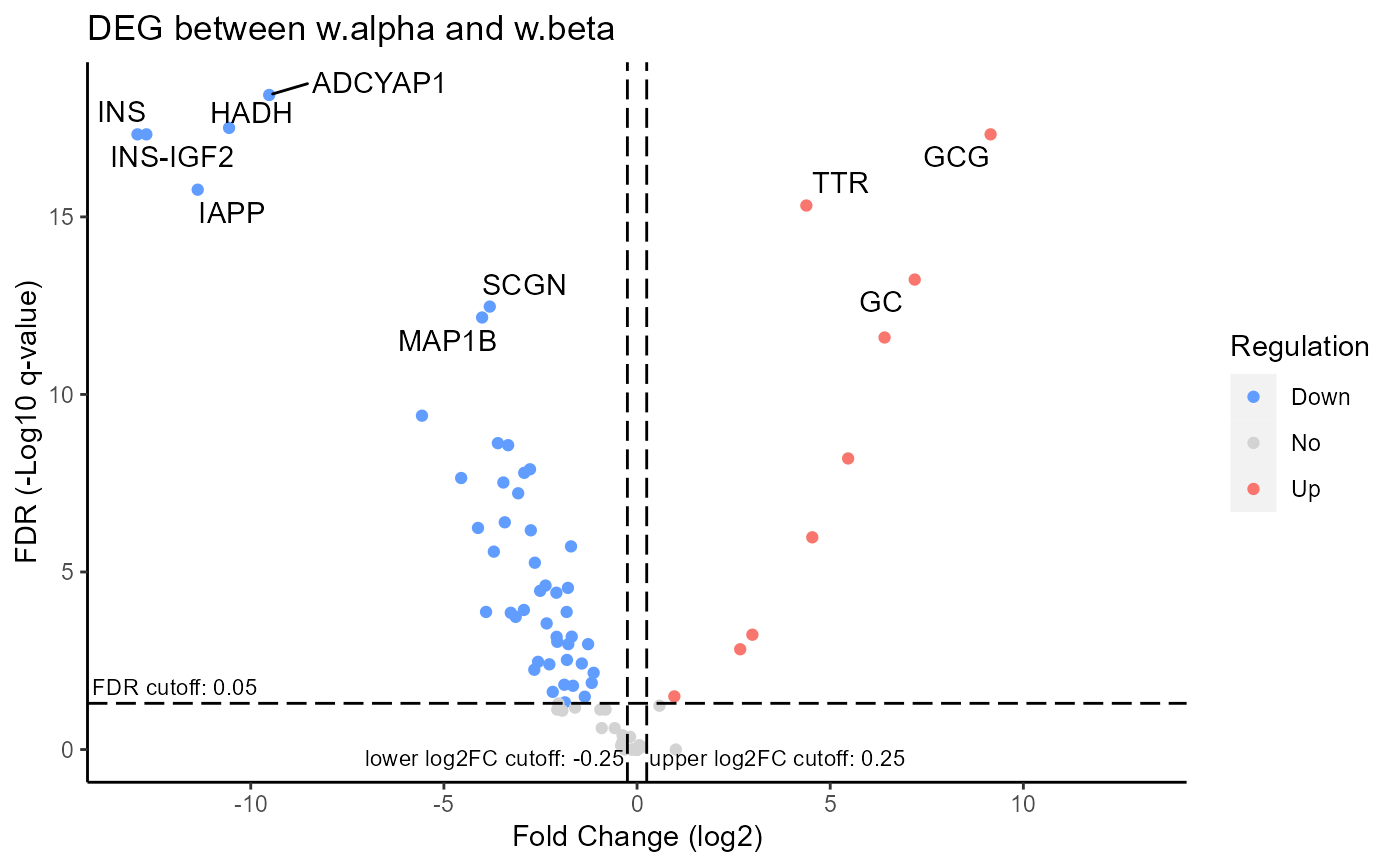 DEG between w.alpha and w.beta
ADCYAP1
INS
HADH
INS-IGF2
GCG
TTR
IAPP
SCGN
GC
MAP1B
FDR cutoff: 0.05
lower log2FC cutoff: -0.25
upper log2FC cutoff: 0.25
15
10
5
0
-10
-5
0
5
10
Fold Change (log2)
FDR (-Log10 q-value)
Regulation
Down
No
Up